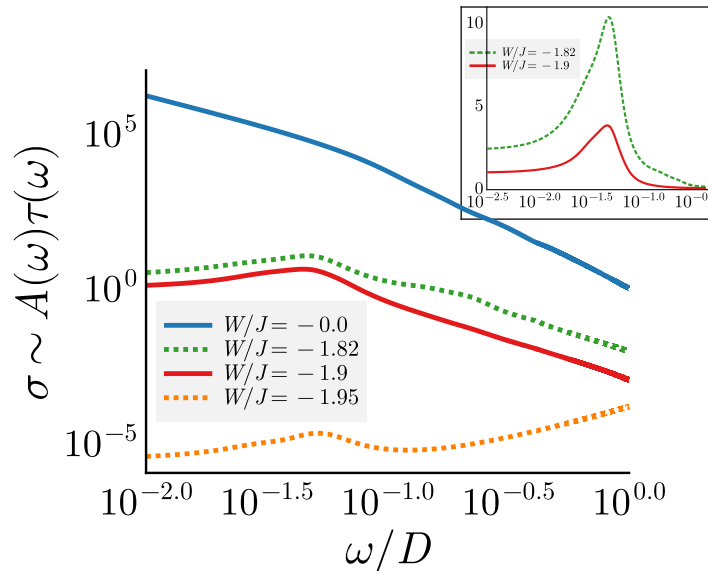 10
W/J = −1.82
W/J = −1.9
5
0
10^{−2.5} 10^{−2.0} 10^{−1.5} 10^{−1.0} 10^{−0
σ ∼ A(ω)τ(ω)
10^{5}
10^{0}
10^{−5}
W/J = −0.0
W/J = −1.82
W/J = −1.9
W/J = −1.95
10^{−2.0} 10^{−1.5} 10^{−1.0} 10^{−0.5} 10^{0.0}
ω/D